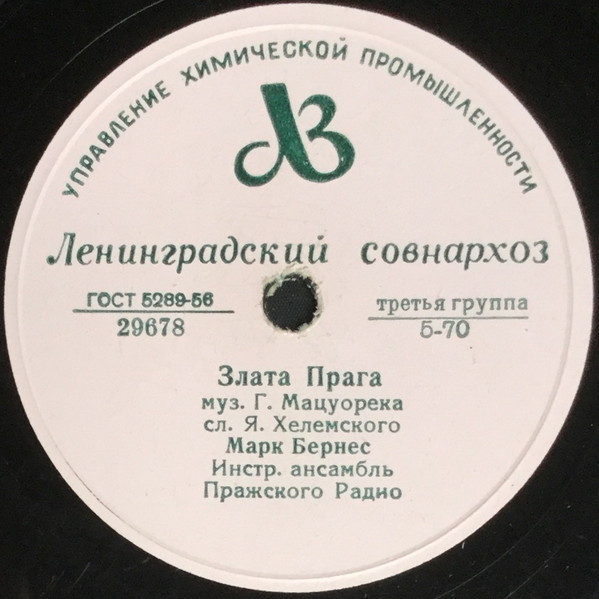 УПРАВЛЕНИЕ ХИМИЧЕСКОЙ ПРОМЫШЛЕННОСТИ
ЛЗ
Ленинградский совнархоз
ГОСТ 5289-56
29678
третья группа
5-70
Злата Прага
муз. Г. Мацуорека
сл. Я. Хелемского
Марк Бернес
Инстр. ансамбль
Пражского Радио